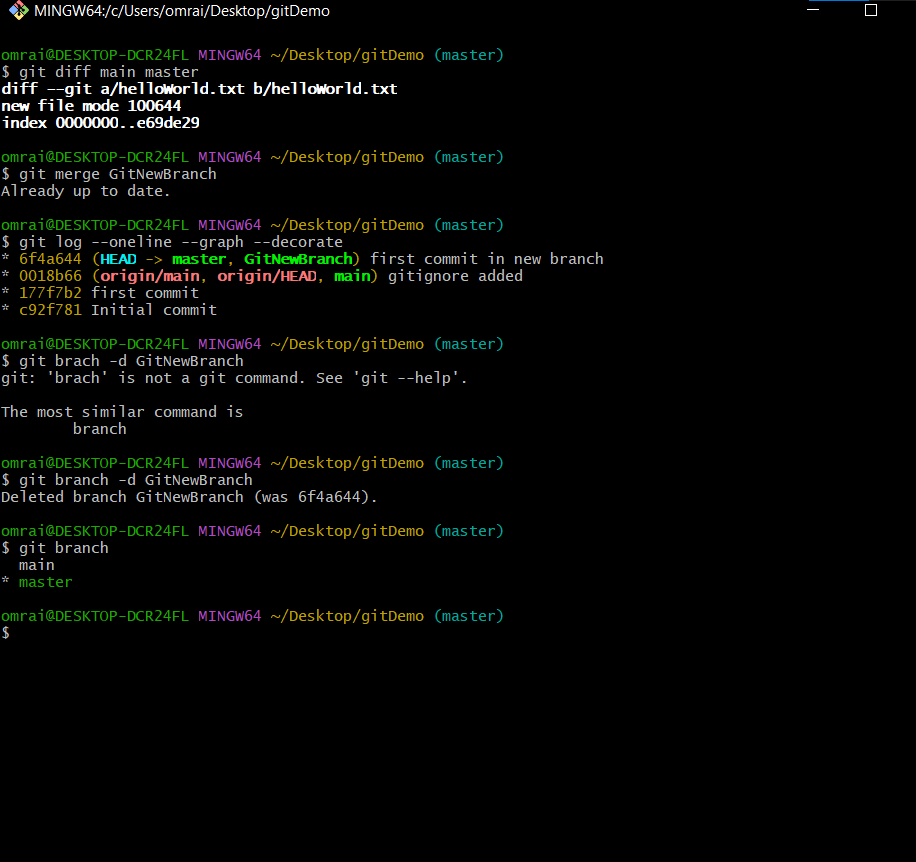 MINGW64:/c/Users/omrai/Desktop/gitDemo
omrai@DESKTOP-DCR24FL MINGW64 ~/Desktop/gitDemo (master)
$ git diff main master
diff --git a/helloWorld.txt b/helloWorld.txt
new file mode 100644
index 0000000..e69de29
omrai@DESKTOP-DCR24FL MINGW64 ~/Desktop/gitDemo (master)
$ git merge GitNewBranch
Already up to date.
omrai@DESKTOP-DCR24FL MINGW64 ~/Desktop/gitDemo (master)
$ git log --oneline --graph --decorate
* 6f4a644 (HEAD -> master, GitNewBranch) first commit in new branch
* 0018b66 (origin/main, origin/HEAD, main) gitignore added
* 177f7b2 first commit
* c92f781 Initial commit
omrai@DESKTOP-DCR24FL MINGW64 ~/Desktop/gitDemo (master)
$ git brach -d GitNewBranch
git: 'brach' is not a git command. See 'git --help'.
The most similar command is
branch
omrai@DESKTOP-DCR24FL MINGW64 ~/Desktop/gitDemo (master)
$ git branch -d GitNewBranch
Deleted branch GitNewBranch (was 6f4a644).
omrai@DESKTOP-DCR24FL MINGW64 ~/Desktop/gitDemo (master)
$ git branch
main
* master
omrai@DESKTOP-DCR24FL MINGW64 ~/Desktop/gitDemo (master)
$